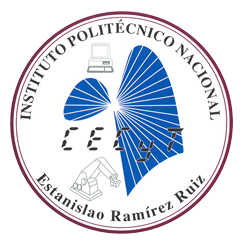 INSTITUTO POLITÉCNICO NACIONAL
CECyT
Estanislao Ramírez Ruiz